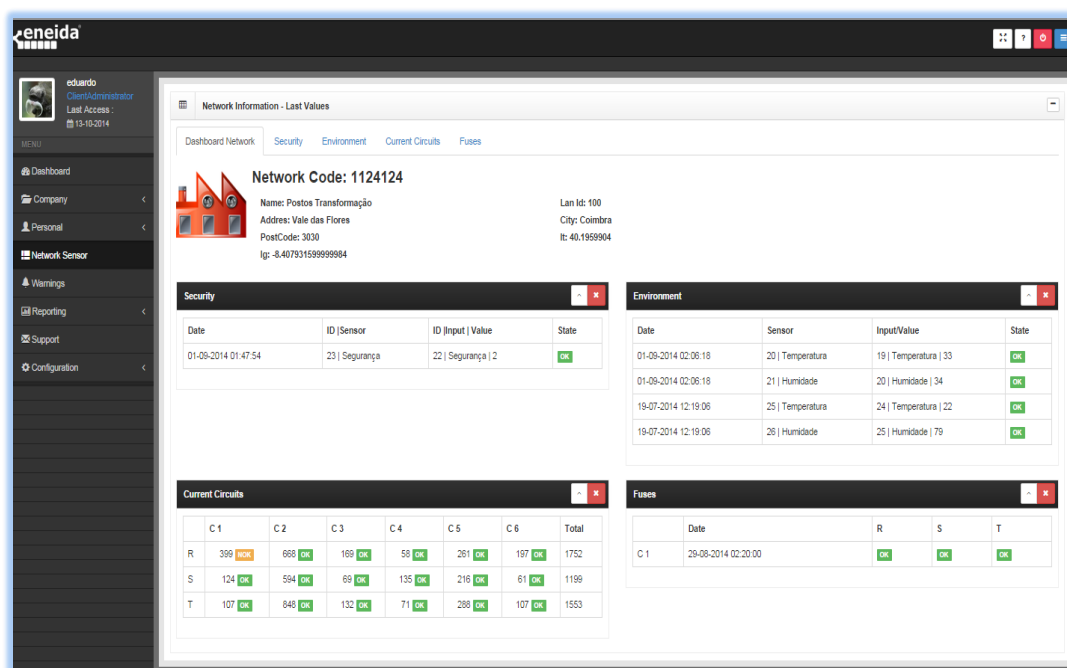 eneida
?
eduardo
ClientAdministrator
Last Access :
13-10-2014
MENU
Dashboard
Company
Personal
Network Sensor
Warnings
Reporting
Support
Configuration
Network Information - Last Values
Dashboard Network Security Environment Current Circuits Fuses
Network Code: 1124124
Name: Postos Transformação Lan Id: 100
Addres: Vale das Flores City: Coimbra
PostCode: 3030 lt: 40.1959904
lg: -8.407931599999984
Security
Date ID |Sensor ID |Input | Value State
01-09-2014 01:47:54 23 | Segurança 22 | Segurança | 2 OK
Environment
Date Sensor Input/Value State
01-09-2014 02:06:18 20 | Temperatura 19 | Temperatura | 33 OK
01-09-2014 02:06:18 21 | Humidade 20 | Humidade | 34 OK
19-07-2014 12:19:06 25 | Temperatura 24 | Temperatura | 22 OK
19-07-2014 12:19:06 26 | Humidade 25 | Humidade | 79 OK
Current Circuits
C 1 C 2 C 3 C 4 C 5 C 6 Total
R 399 NOK 668 OK 169 OK 58 OK 261 OK 197 OK 1752
S 124 OK 594 OK 69 OK 135 OK 216 OK 61 OK 1199
T 107 OK 848 OK 132 OK 71 OK 288 OK 107 OK 1553
Fuses
Date R S T
C 1 29-08-2014 02:20:00 OK OK OK